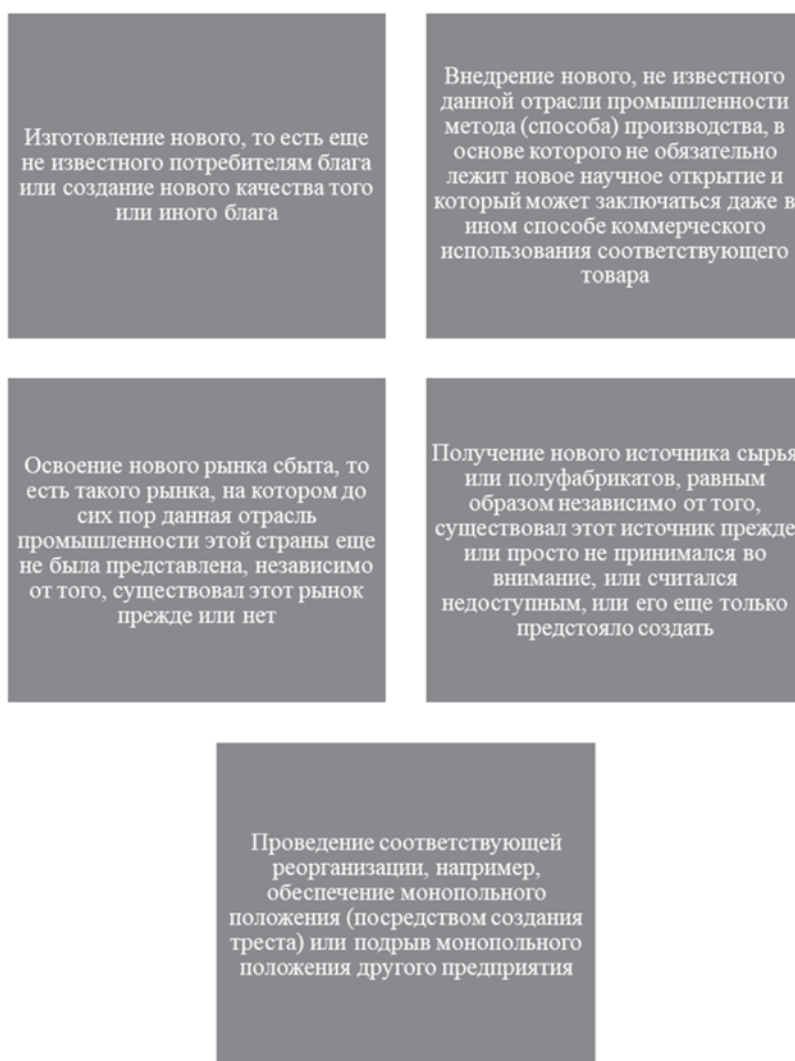 Изготовление нового, то есть еще
не известного потребителям блага
или создание нового качества того
или иного блага
Внедрение нового, не известного
данной отрасли промышленности
метода (способа) производства, в
основе которого не обязательно
лежит новое научное открытие и
который может заключаться даже в
ином способе коммерческого
использования соответствующего
товара
Освоение нового рынка сбыта, то
есть такого рынка, на котором до
сих пор данная отрасль
промышленности этой страны еще
не была представлена, независимо
от того, существовал этот рынок
прежде или нет
Получение нового источника сырья
или полуфабрикатов, равным
образом независимо от того,
существовал этот источник прежде
или просто не принимался во
внимание, или считался
недоступным, или его еще только
предстояло создать
Проведение соответствующей
реорганизации, например,
обеспечение монопольного
положения (посредством создания
треста) или подрыв монопольного
положения другого предприятия